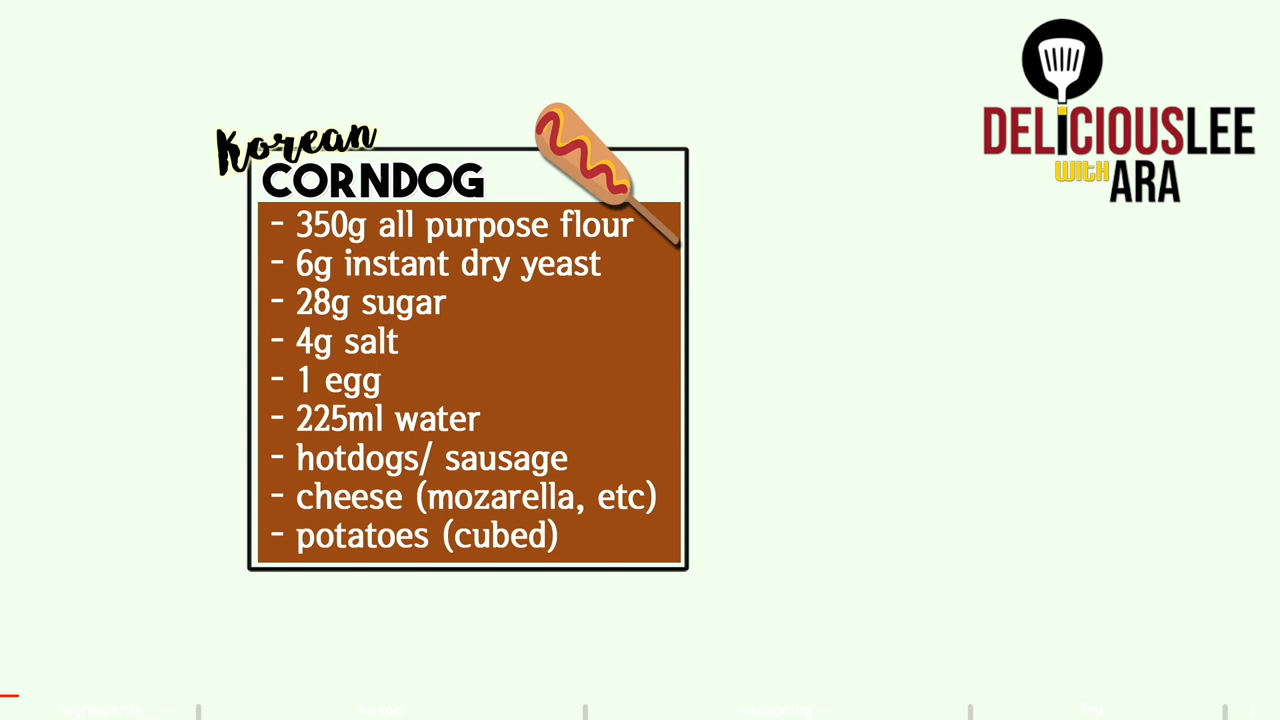 Korean
CORNDOG
- 350g all purpose flour
- 6g instant dry yeast
- 28g sugar
- 4g salt
- 1 egg
- 225ml water
- hotdogs/ sausage
- cheese (mozarella, etc)
- potatoes (cubed)
DELiCIOUSLEE
with ARA
ingredients